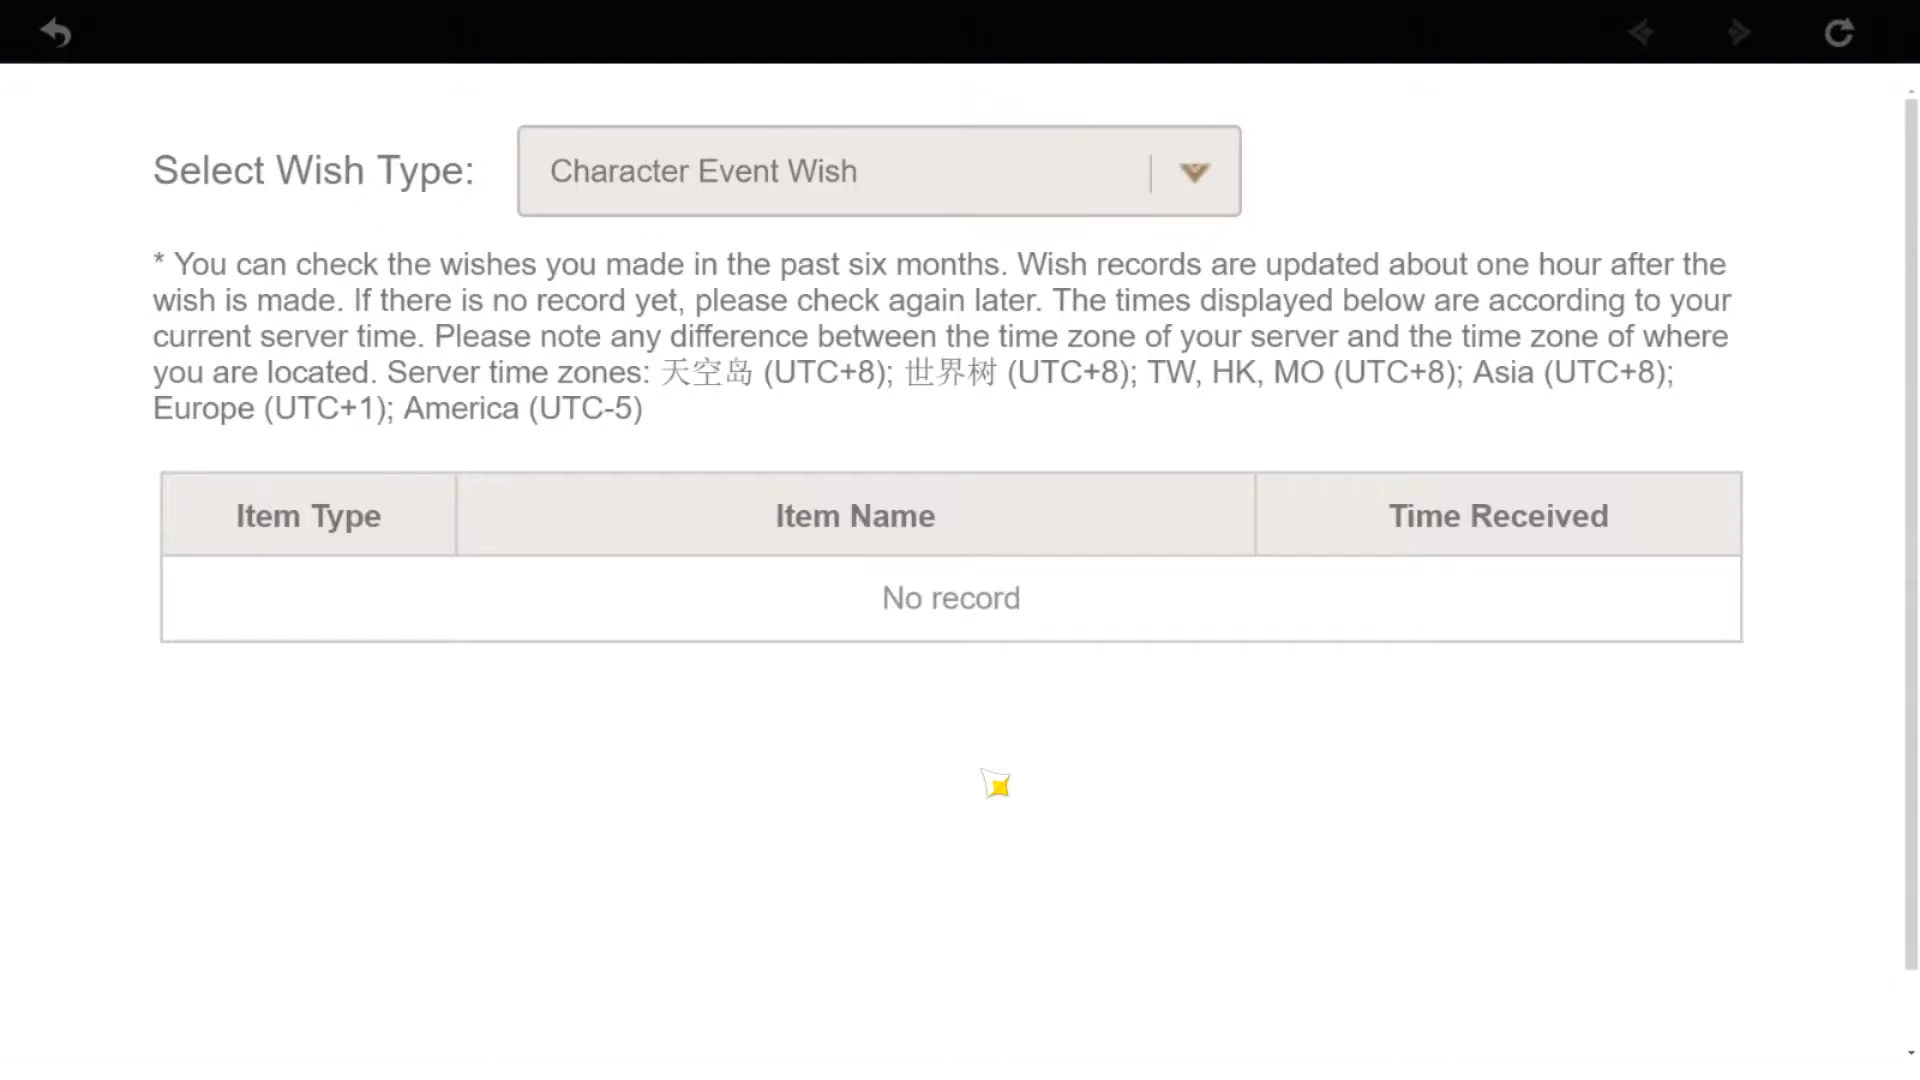 Select Wish Type:
Character Event Wish
* You can check the wishes you made in the past six months. Wish records are updated about one hour after the
wish is made. If there is no record yet, please check again later. The times displayed below are according to your
current server time. Please note any difference between the time zone of your server and the time zone of where
you are located. Server time zones: 天空岛 (UTC+8); 世界树 (UTC+8); TW, HK, MO (UTC+8); Asia (UTC+8);
Europe (UTC+1); America (UTC-5)
Item Type Item Name Time Received
No record